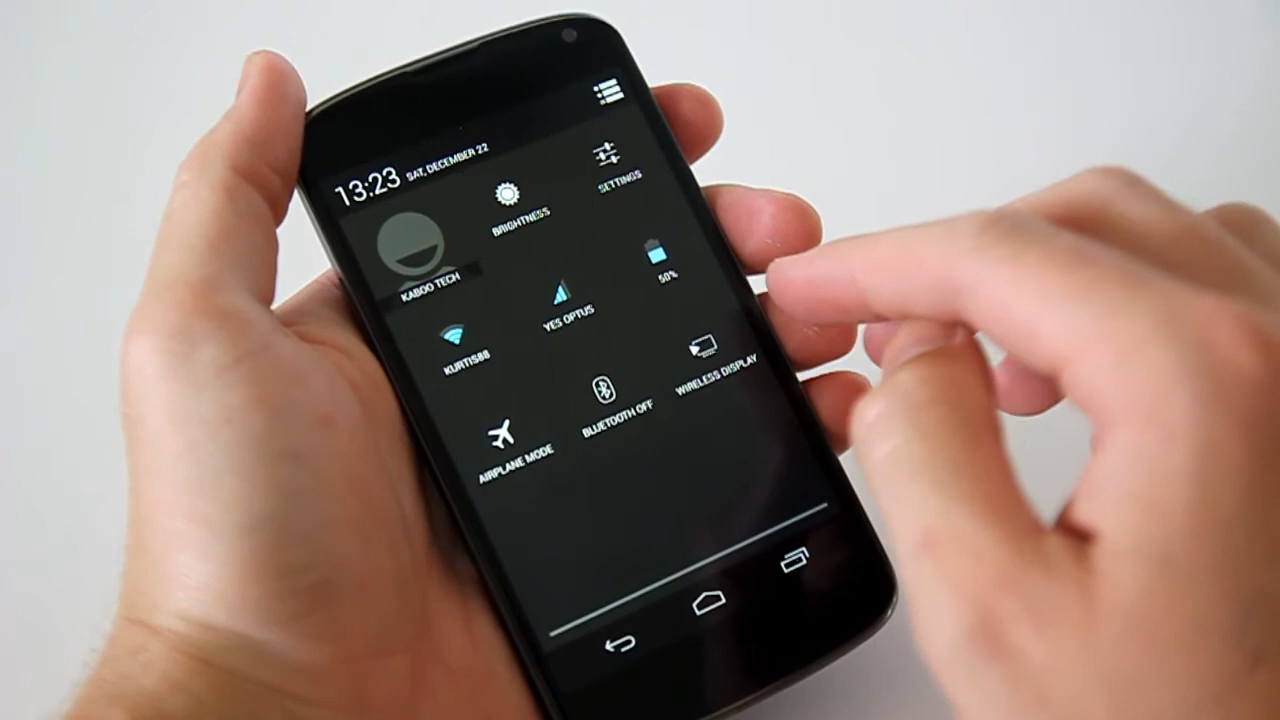 13:23 SAT, DECEMBER 22
BRIGHTNESS
SETTINGS
KABOO TECH
KURTIS88
YES OPTUS
50%
AIRPLANE MODE
BLUETOOTH OFF
WIRELESS DISPLAY